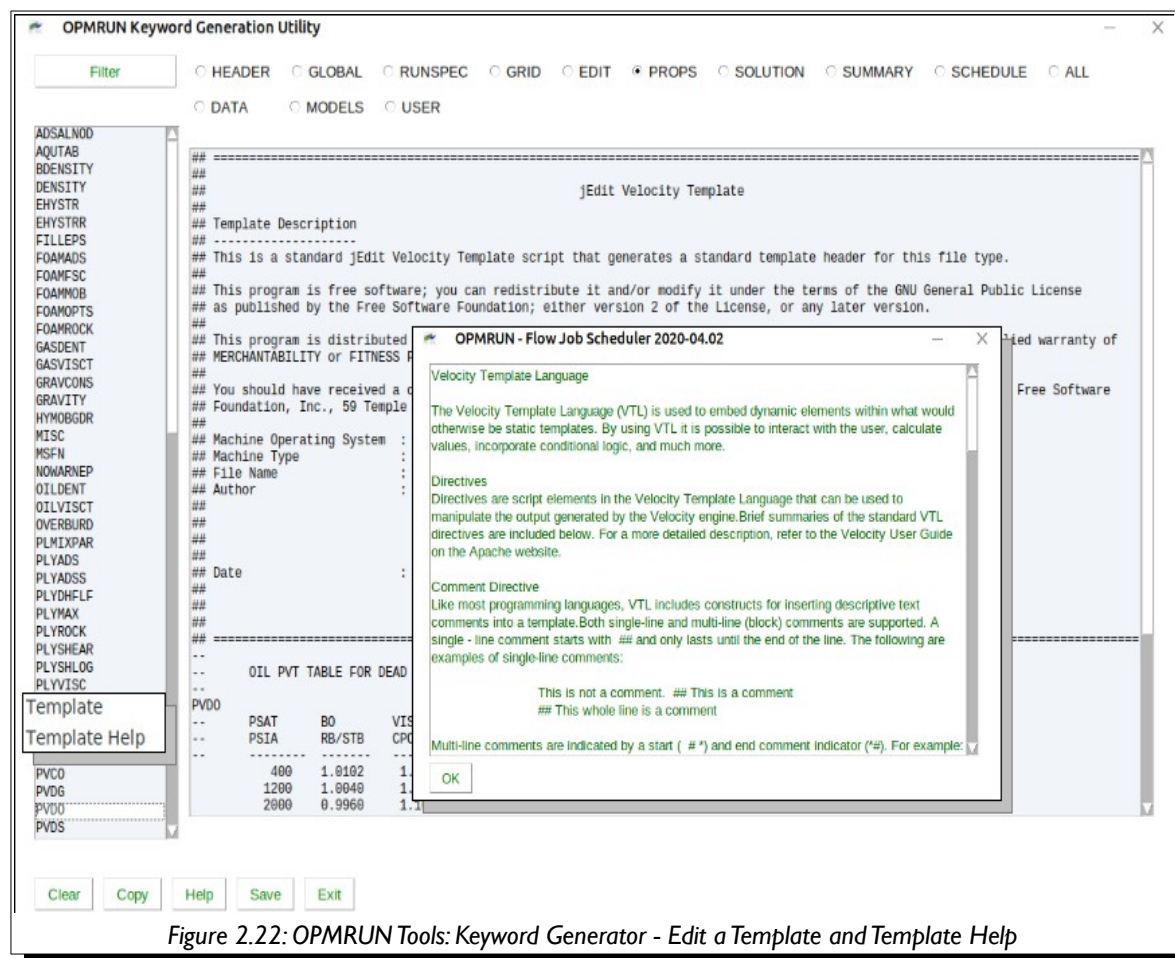 OPMRUN Keyword Generation Utility
Filter
HEADER GLOBAL RUNSPEC GRID EDIT PROPS SOLUTION SUMMARY SCHEDULE ALL
DATA MODELS USER
ADSALNOD
AQUTAB
BDENSITY
DENSITY
EHYSTR
EHYSTRR
FILLEPS
FOAMADS
FOAMFSC
FOAMMOB
FOAMOPTS
FOAMROCK
GASDENT
GASVISCT
GRAVCONS
GRAVITY
HYMOBGDR
MISC
MSFN
NOWARNEP
OILDENT
OILVISCT
OVERBURD
PLMIXPAR
PLYADS
PLYADSS
PLYDHFLF
PLYMAX
PLYROCK
PLYSHEAR
PLYSHLOG
PLYVISC
Template
Template Help
PVCO
PVDG
PVDO
PVDS
## ==========
##
## jEdit Velocity Template
##
## Template Description
## --------------------
## This is a standard jEdit Velocity Template script that generates a standard template header for this file type.
##
## This program is free software; you can redistribute it and/or modify it under the terms of the GNU General Public License
## as published by the Free Software Foundation; either version 2 of the License, or any later version.
##
## This program is distributed
lied warranty of
## MERCHANTABILITY or FITNESS
##
## You should have received a
Free Software
## Foundation, Inc., 59 Temple
##
## Machine Operating System :
## Machine Type :
## File Name :
## Author :
##
##
##
##
## Date :
##
##
##
## ==========
--
-- OIL PVT TABLE FOR DEAD
--
PVDO
-- PSAT BO VIS
-- PSIA RB/STB CPO
-- -------- ------- ---
400 1.0102 1.
1200 1.0040 1.
2000 0.9960 1.1
OPMRUN - Flow Job Scheduler 2020-04.02
Velocity Template Language
The Velocity Template Language (VTL) is used to embed dynamic elements within what would
otherwise be static templates. By using VTL it is possible to interact with the user, calculate
values, incorporate conditional logic, and much more.
Directives
Directives are script elements in the Velocity Template Language that can be used to
manipulate the output generated by the Velocity engine.Brief summaries of the standard VTL
directives are included below. For a more detailed description, refer to the Velocity User Guide
on the Apache website.
Comment Directive
Like most programming languages, VTL includes constructs for inserting descriptive text
comments into a template.Both single-line and multi-line (block) comments are supported. A
single - line comment starts with ## and only lasts until the end of the line. The following are
examples of single-line comments:
This is not a comment. ## This is a comment
## This whole line is a comment
Multi-line comments are indicated by a start ( # *) and end comment indicator (*#). For example:
OK
Clear Copy Help Save Exit
Figure 2.22: OPMRUN Tools: Keyword Generator - Edit a Template and Template Help